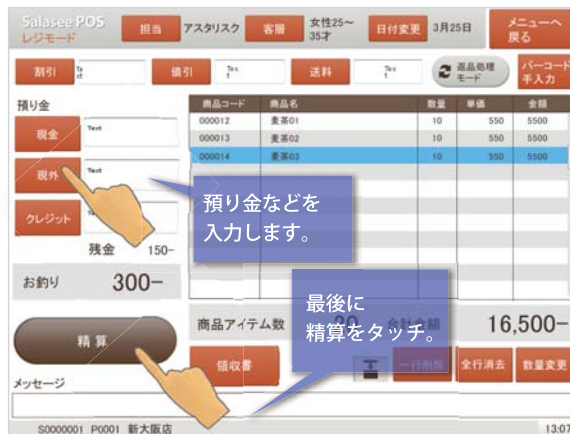 Salasee POS
レジモード
担当
アスタリスク
客層
女性25~
35才
日付変更
3月25日
メニューへ
戻る
割引
Tex
t
値引
Tex
t
送料
Tex
t
返品処理
モード
バーコード
手入力
預り金
現金
Text
現外
Text
クレジット
残金 150-
お釣り 300-
精算
商品コード 商品名 数量 単価 金額
000012 麦茶01 10 550 5500
000013 麦茶02 10 550 5500
000014 麦茶03 10 550 5500
預り金などを
入力します。
最後に
精算をタッチ。
商品アイテム数
合計金額
16,500-
領収書
一行削除
全行消去
数量変更
メッセージ
S0000001 P0001 新大阪店
13:07